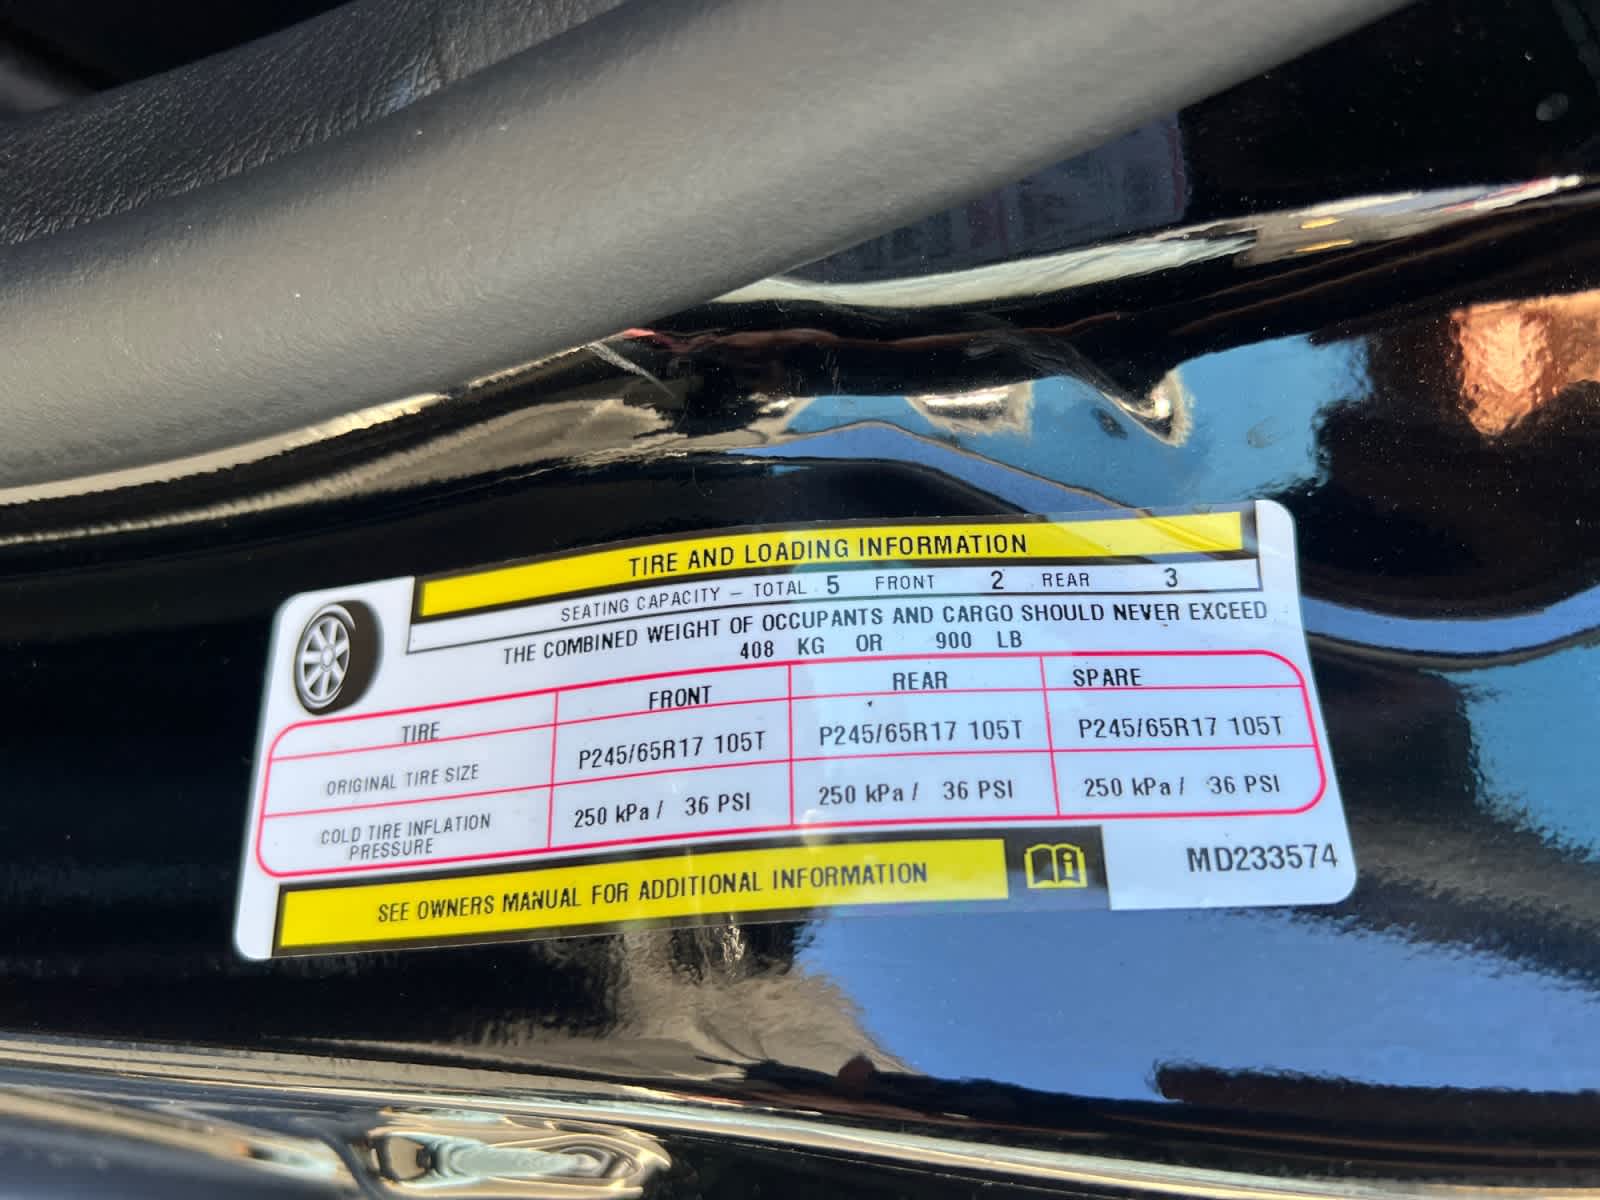 TIRE AND LOADING INFORMATION
SEATING CAPACITY – TOTAL 5 FRONT 2 REAR 3
THE COMBINED WEIGHT OF OCCUPANTS AND CARGO SHOULD NEVER EXCEED
408 KG OR 900 LB
TIRE FRONT REAR SPARE
ORIGINAL TIRE SIZE P245/65R17 105T P245/65R17 105T P245/65R17 105T
COLD TIRE INFLATION PRESSURE 250 kPa / 36 PSI 250 kPa / 36 PSI 250 kPa / 36 PSI
SEE OWNERS MANUAL FOR ADDITIONAL INFORMATION
MD233574